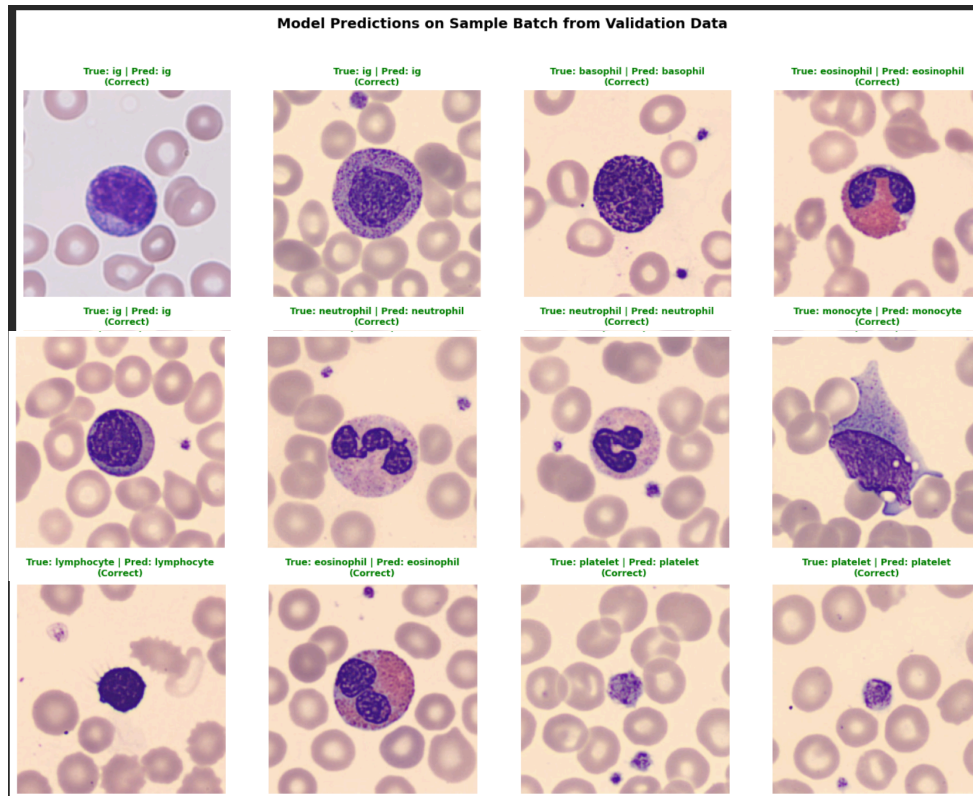 Model Predictions on Sample Batch from Validation Data
True: ig | Pred: ig
(Correct)
True: ig | Pred: ig
(Correct)
True: basophil | Pred: basophil
(Correct)
True: eosinophil | Pred: eosinophil
(Correct)
True: ig | Pred: ig
(Correct)
True: neutrophil | Pred: neutrophil
(Correct)
True: neutrophil | Pred: neutrophil
(Correct)
True: monocyte | Pred: monocyte
(Correct)
True: lymphocyte | Pred: lymphocyte
(Correct)
True: eosinophil | Pred: eosinophil
(Correct)
True: platelet | Pred: platelet
(Correct)
True: platelet | Pred: platelet
(Correct)